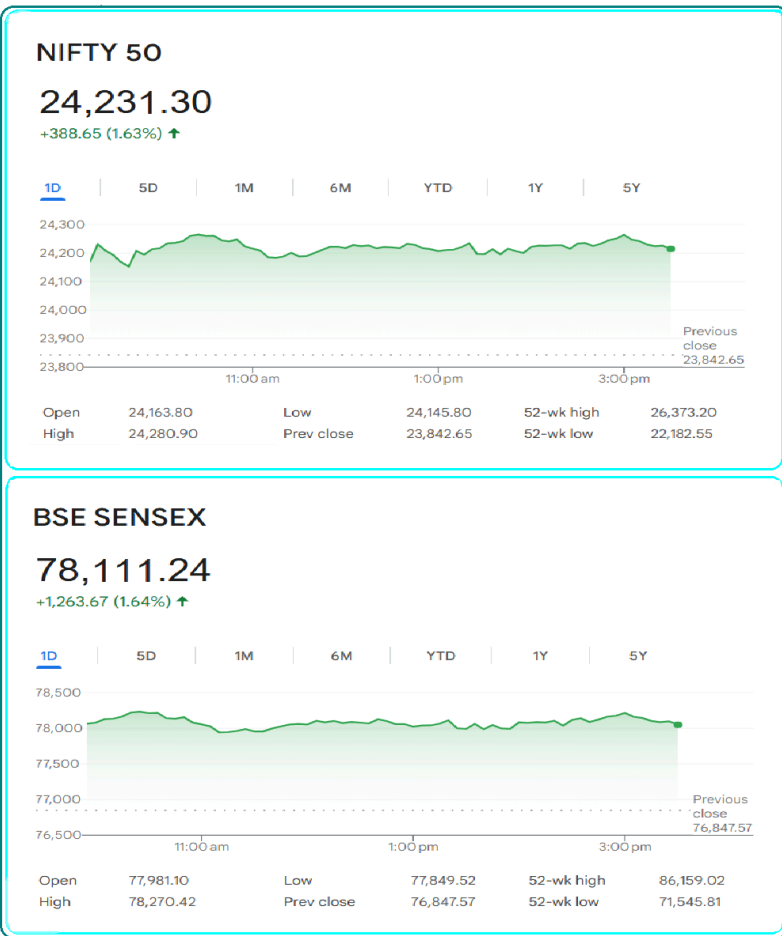 NIFTY 50
24,231.30
+388.65 (1.63%)
1D 5D 1M 6M YTD 1Y 5Y
24,300
24,200
24,100
24,000
23,900
23,800
Previous
close
23,842.65
11:00 am 1:00 pm 3:00 pm
Open 24,163.80 Low 24,145.80 52-wk high 26,373.20
High 24,280.90 Prev close 23,842.65 52-wk low 22,182.55
BSE SENSEX
78,111.24
+1,263.67 (1.64%)
1D 5D 1M 6M YTD 1Y 5Y
78,500
78,000
77,500
77,000
76,500
Previous
close
76,847.57
11:00 am 1:00 pm 3:00 pm
Open 77,981.10 Low 77,849.52 52-wk high 86,159.02
High 78,270.42 Prev close 76,847.57 52-wk low 71,545.81